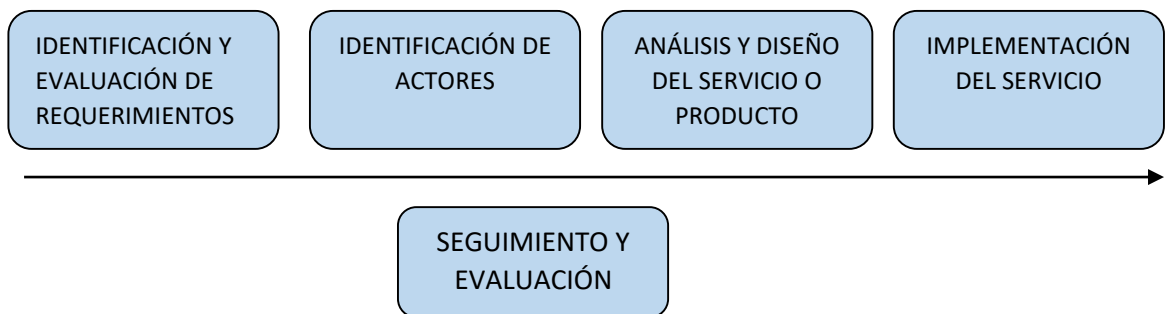 IDENTIFICACIÓN Y
EVALUACIÓN DE
REQUERIMIENTOS
IDENTIFICACIÓN DE
ACTORES
ANÁLISIS Y DISEÑO
DEL SERVICIO O
PRODUCTO
IMPLEMENTACIÓN
DEL SERVICIO
SEGUIMIENTO Y
EVALUACIÓN